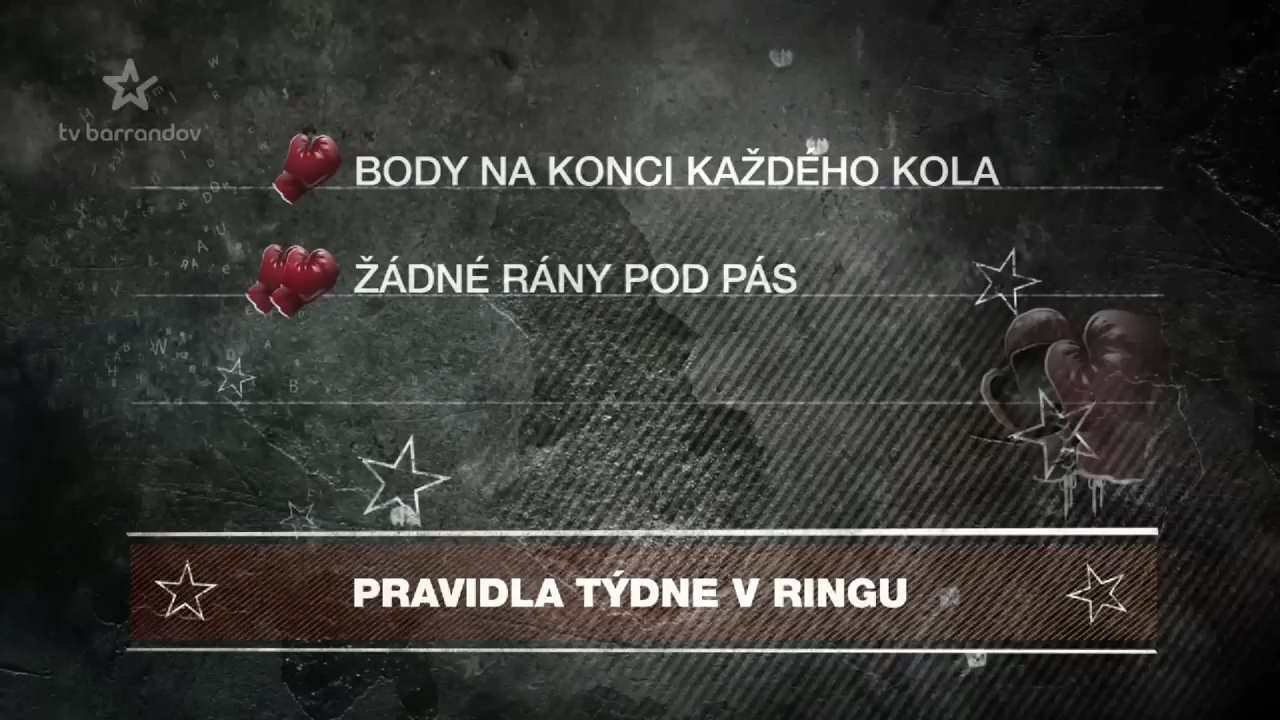 tv barrandov
BODY NA KONCI KAŽDÉHO KOLA
ŽÁDNÉ RÁNY POD PÁS
PRAVIDLA TÝDNE V RINGU